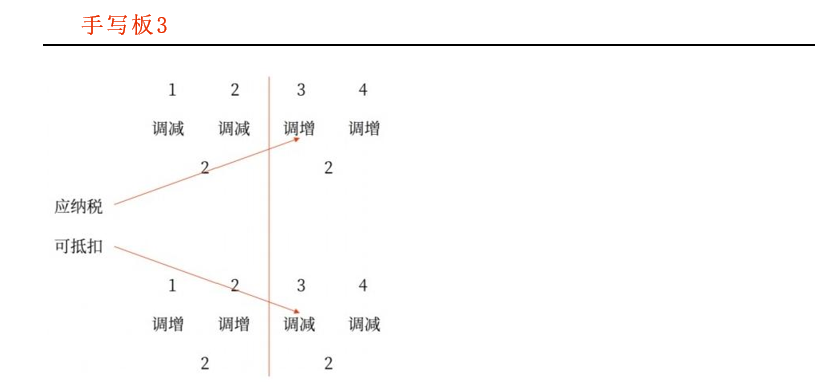 手写板3
1 2 3 4
调减 调减 调增 调增
2 2
应纳税
可抵扣
1 2 3 4
调增 调增 调减 调减
2 2